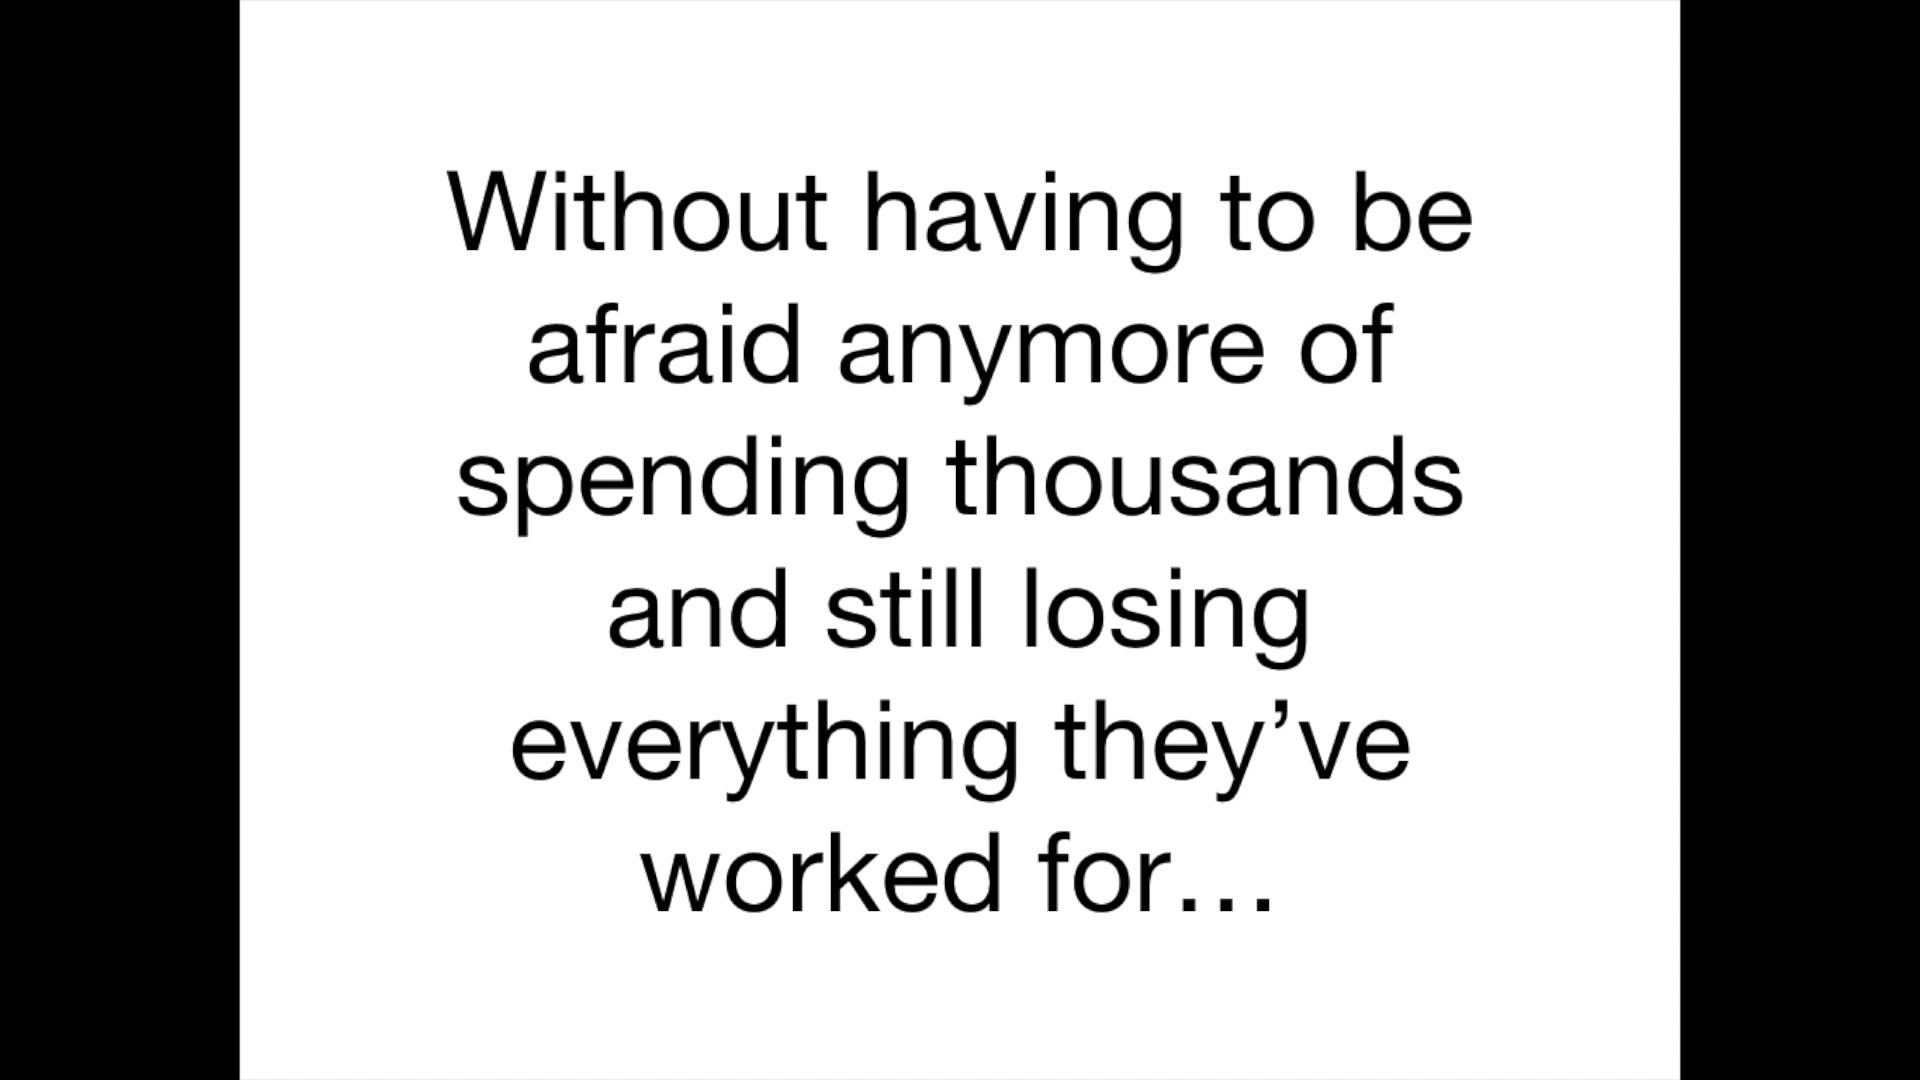 Without having to be
afraid anymore of
spending thousands
and still losing
everything they’ve
worked for…